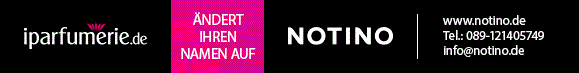 iparfumerie.de
ÄNDERT
IHREN
NAMEN AUF
NOTINO
www.notino.de
Tel.: 089-121405749
info@notino.de